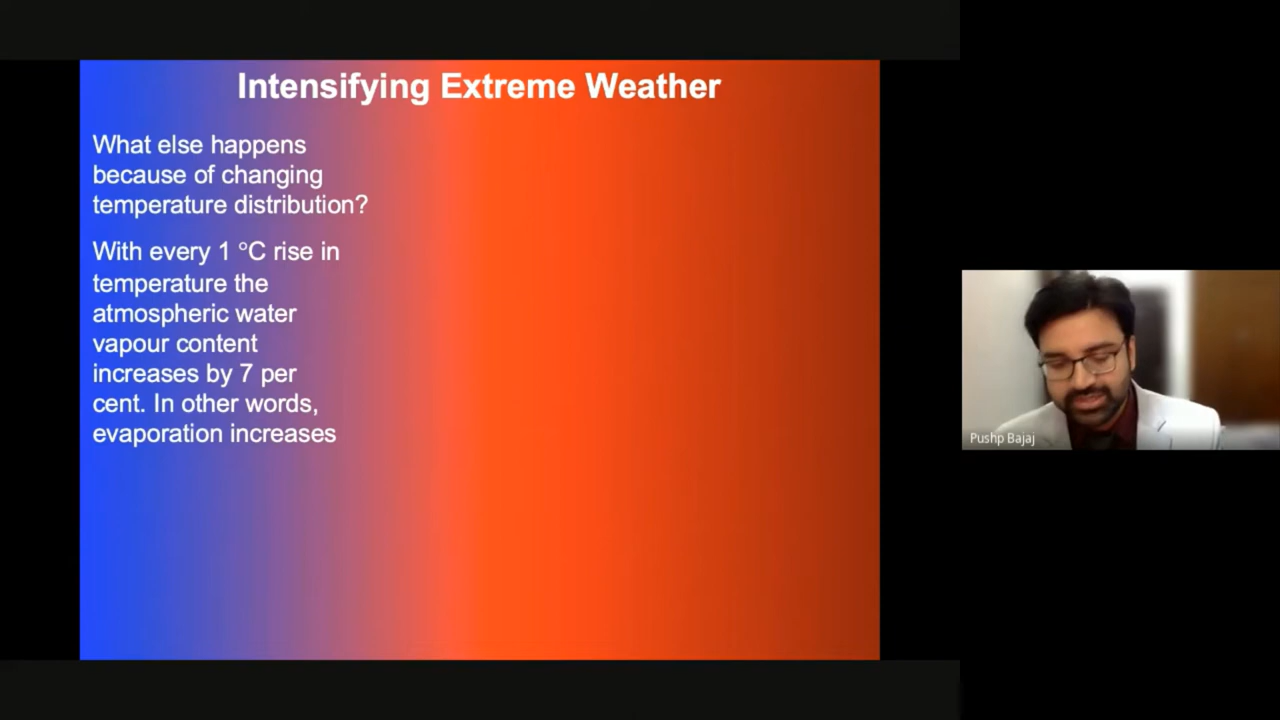 Intensifying Extreme Weather
What else happens
because of changing
temperature distribution?
With every 1 °C rise in
temperature the
atmospheric water
vapour content
increases by 7 per
cent. In other words,
evaporation increases
Pushp Bajaj